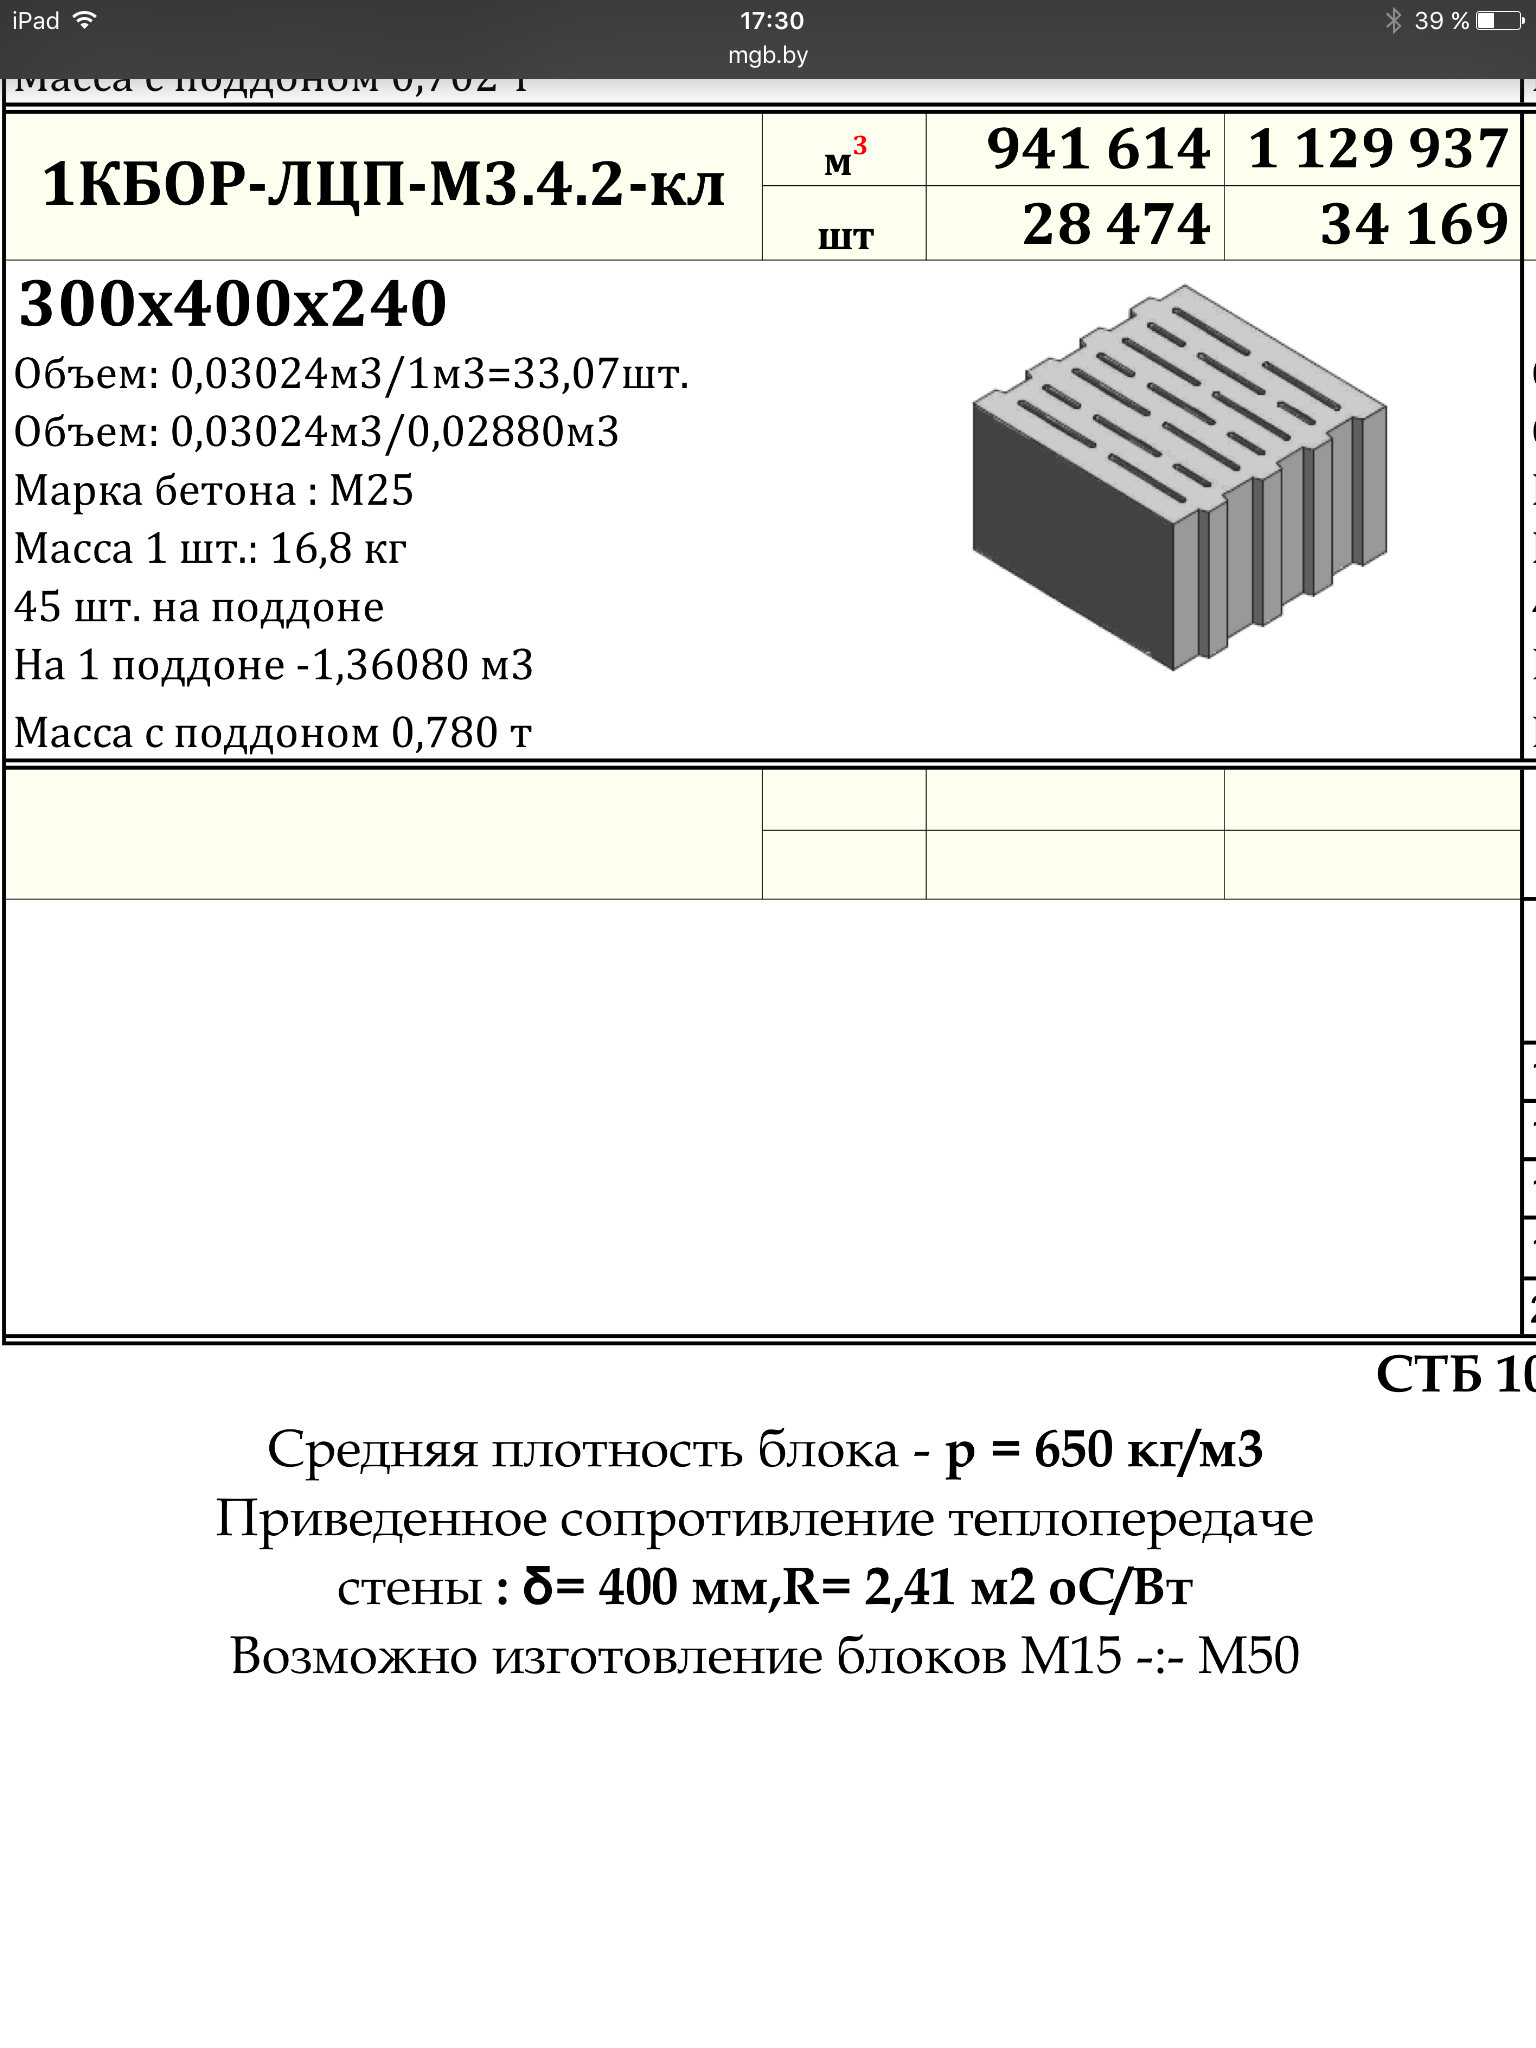 iPad
17:30
39 %
mgb.by
Масса с поддоном 0,702 т
1КБОР-ЛЦП-М3.4.2-кл
м3
941 614
1 129 937
шт
28 474
34 169
300х400х240
Объем: 0,03024м3/1м3=33,07шт.
Объем: 0,03024м3/0,02880м3
Марка бетона : М25
Масса 1 шт.: 16,8 кг
45 шт. на поддоне
На 1 поддоне -1,36080 м3
Масса с поддоном 0,780 т
СТБ 10
Средняя плотность блока - р = 650 кг/м3
Приведенное сопротивление теплопередаче
стены : δ= 400 мм,R= 2,41 м2 оС/Вт
Возможно изготовление блоков М15 -:- М50